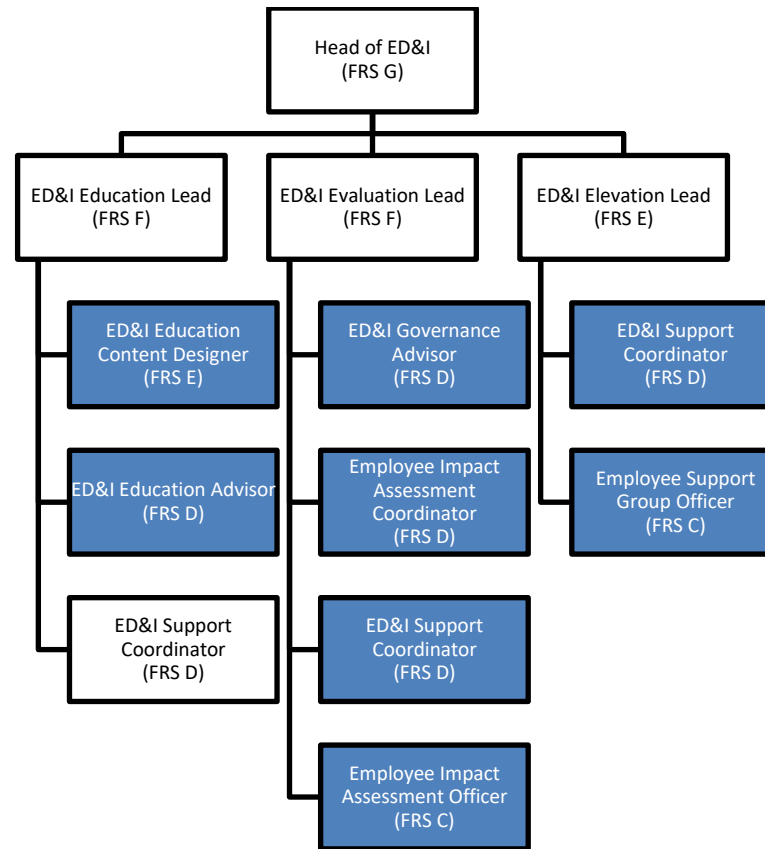 Head of ED&I
(FRS G)
ED&I Education Lead
(FRS F)
ED&I Evaluation Lead
(FRS F)
ED&I Elevation Lead
(FRS E)
ED&I Education
Content Designer
(FRS E)
ED&I Governance
Advisor
(FRS D)
ED&I Support
Coordinator
(FRS D)
ED&I Education Advisor
(FRS D)
Employee Impact
Assessment
Coordinator
(FRS D)
Employee Support
Group Officer
(FRS C)
ED&I Support
Coordinator
(FRS D)
ED&I Support
Coordinator
(FRS D)
Employee Impact
Assessment Officer
(FRS C)